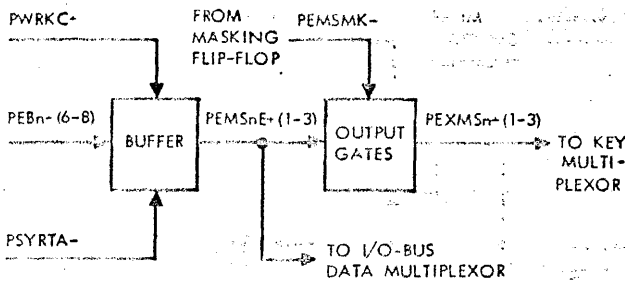 PWRKC-
FROM
MASKING
FLIP-FLOP
PEMSMK-
PEBn- (6-8)
BUFFER
PEMSnE+ (1-3)
OUTPUT
GATES
PEXMSn+ (1-3)
TO KEY
MULTI-
PLEXOR
PSYRTA-
TO I/O-BUS
DATA MULTIPLEXOR